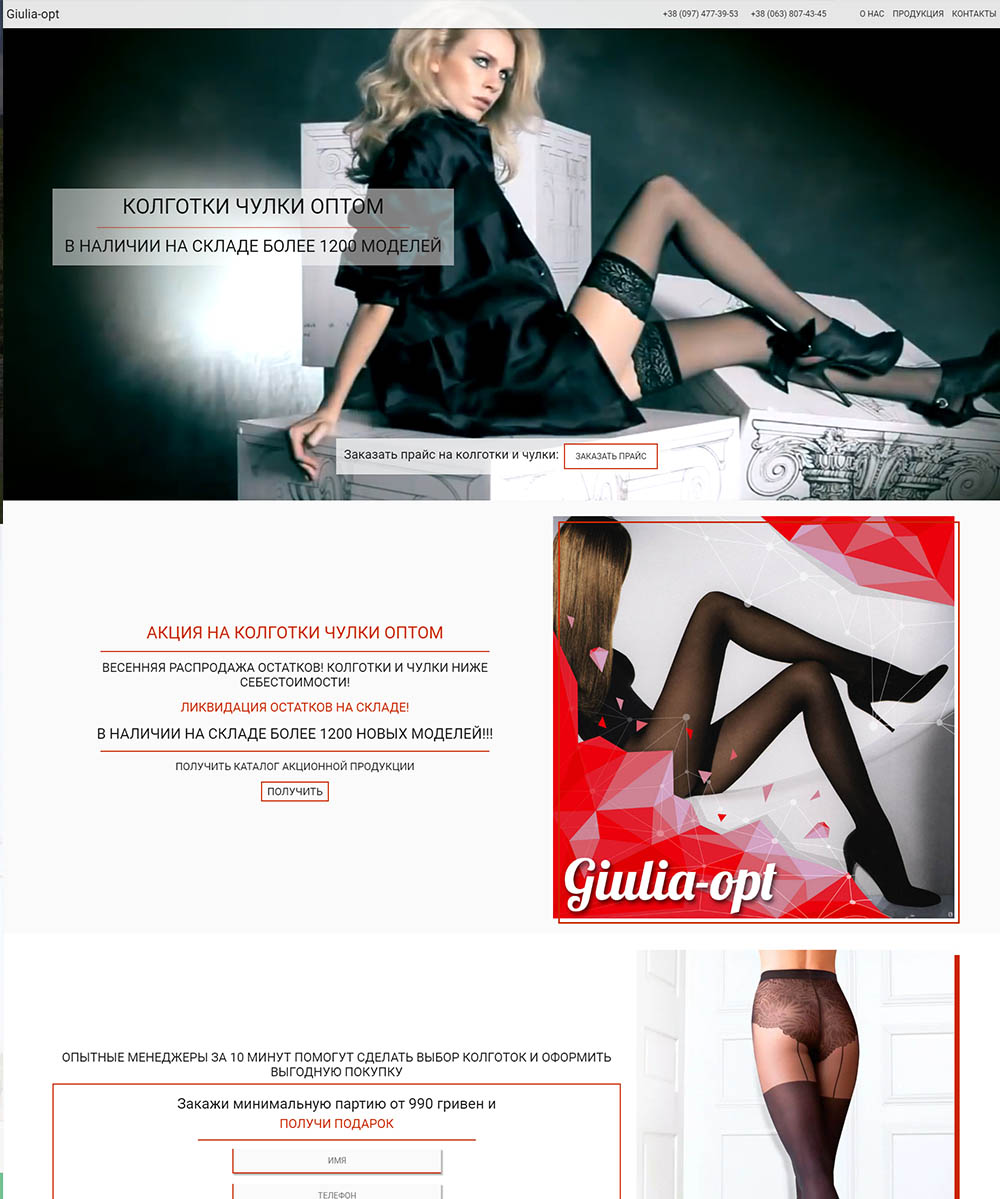 Giulia-opt
+38 (097) 477-39-53 +38 (063) 807-43-45 О НАС ПРОДУКЦИЯ КОНТАКТЫ
КОЛГОТКИ ЧУЛКИ ОПТОМ
В НАЛИЧИИ НА СКЛАДЕ БОЛЕЕ 1200 МОДЕЛЕЙ
Заказать прайс на колготки и чулки: ЗАКАЗАТЬ ПРАЙС
АКЦИЯ НА КОЛГОТКИ ЧУЛКИ ОПТОМ
ВЕСЕННЯЯ РАСПРОДАЖА ОСТАТКОВ! КОЛГОТКИ И ЧУЛКИ НИЖЕ
СЕБЕСТОИМОСТИ!
ЛИКВИДАЦИЯ ОСТАТКОВ НА СКЛАДЕ!
В НАЛИЧИИ НА СКЛАДЕ БОЛЕЕ 1200 НОВЫХ МОДЕЛЕЙ!!!
ПОЛУЧИТЬ КАТАЛОГ АКЦИОННОЙ ПРОДУКЦИИ
ПОЛУЧИТЬ
Giulia-opt
ОПЫТНЫЕ МЕНЕДЖЕРЫ ЗА 10 МИНУТ ПОМОГУТ СДЕЛАТЬ ВЫБОР КОЛГОТОК И ОФОРМИТЬ
ВЫГОДНУЮ ПОКУПКУ
Закажи минимальную партию от 990 гривен и
ПОЛУЧИ ПОДАРОК
ИМЯ
ТЕЛЕФОН